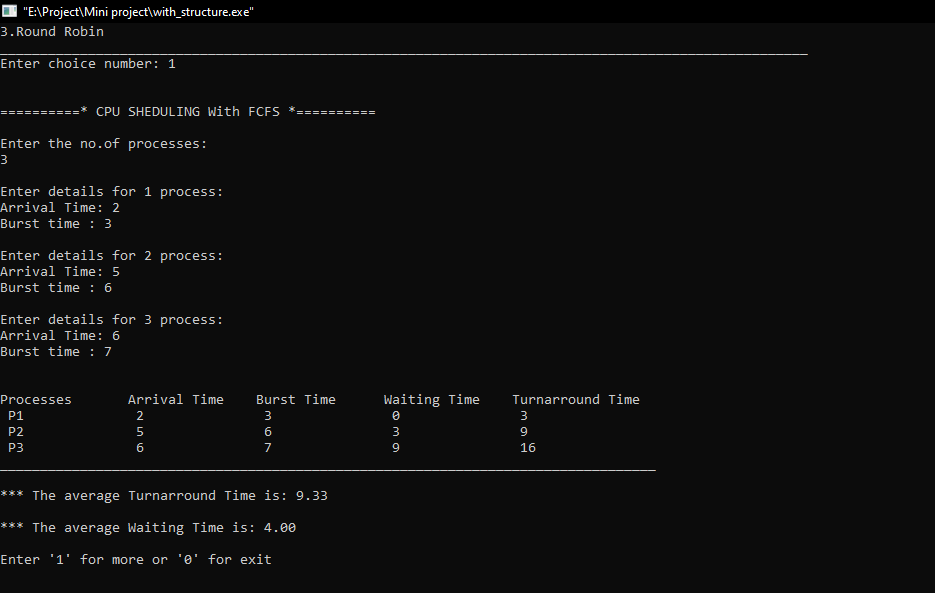 "E:\Project\Mini project\with_structure.exe"
3.Round Robin
Enter choice number: 1
==========* CPU SHEDULING With FCFS *==========
Enter the no.of processes:
3
Enter details for 1 process:
Arrival Time: 2
Burst time : 3
Enter details for 2 process:
Arrival Time: 5
Burst time : 6
Enter details for 3 process:
Arrival Time: 6
Burst time : 7
Processes Arrival Time Burst Time Waiting Time Turnarround Time
P1 2 3 0 3
P2 5 6 3 9
P3 6 7 9 16
*** The average Turnarround Time is: 9.33
*** The average Waiting Time is: 4.00
Enter '1' for more or '0' for exit